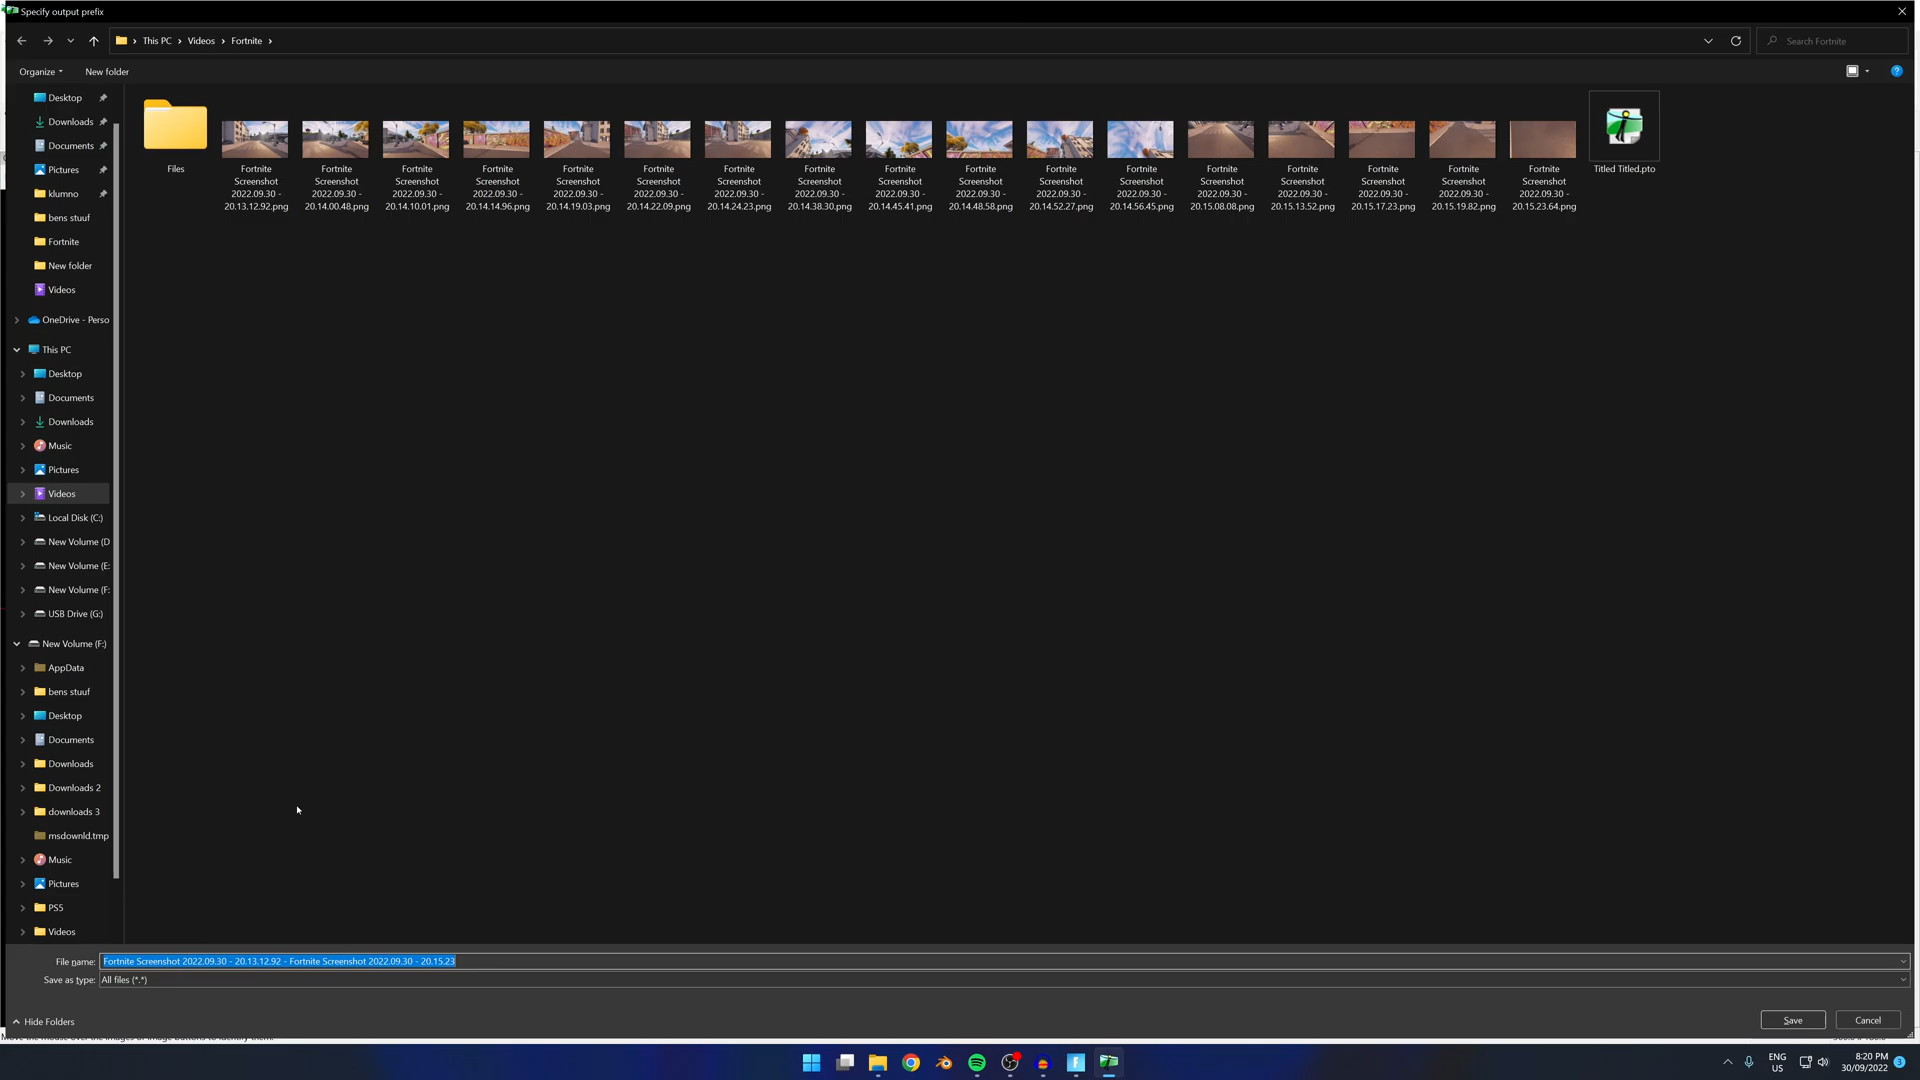 Specify output prefix
This PC
Videos
Fortnite
Search Fortnite
Organize
New folder
Desktop
Downloads
Documents
Pictures
klumno
bens stuuf
Fortnite
New folder
Videos
OneDrive - Perso
This PC
Desktop
Documents
Downloads
Music
Pictures
Videos
Local Disk (C:)
New Volume (D
New Volume (E:
New Volume (F:
USB Drive (G:)
New Volume (F:)
AppData
bens stuuf
Desktop
Documents
Downloads
Downloads 2
downloads 3
msdownld.tmp
Music
Pictures
PS5
Videos
Files
Fortnite
Screenshot
2022.09.30 -
20.13.12.92.png
Fortnite
Screenshot
2022.09.30 -
20.14.00.48.png
Fortnite
Screenshot
2022.09.30 -
20.14.10.01.png
Fortnite
Screenshot
2022.09.30 -
20.14.14.96.png
Fortnite
Screenshot
2022.09.30 -
20.14.19.03.png
Fortnite
Screenshot
2022.09.30 -
20.14.22.09.png
Fortnite
Screenshot
2022.09.30 -
20.14.24.23.png
Fortnite
Screenshot
2022.09.30 -
20.14.38.30.png
Fortnite
Screenshot
2022.09.30 -
20.14.45.41.png
Fortnite
Screenshot
2022.09.30 -
20.14.48.58.png
Fortnite
Screenshot
2022.09.30 -
20.14.52.27.png
Fortnite
Screenshot
2022.09.30 -
20.14.56.45.png
Fortnite
Screenshot
2022.09.30 -
20.15.08.08.png
Fortnite
Screenshot
2022.09.30 -
20.15.13.52.png
Fortnite
Screenshot
2022.09.30 -
20.15.17.23.png
Fortnite
Screenshot
2022.09.30 -
20.15.19.82.png
Fortnite
Screenshot
2022.09.30 -
20.15.23.64.png
Titled Titled.pto
File name: Fortnite Screenshot 2022.09.30 - 20.13.12.92 - Fortnite Screenshot 2022.09.30 - 20.15.23
Save as type: All files (*.*)
Hide Folders
Save
Cancel
ENG
US
8:20 PM
30/09/2022
3